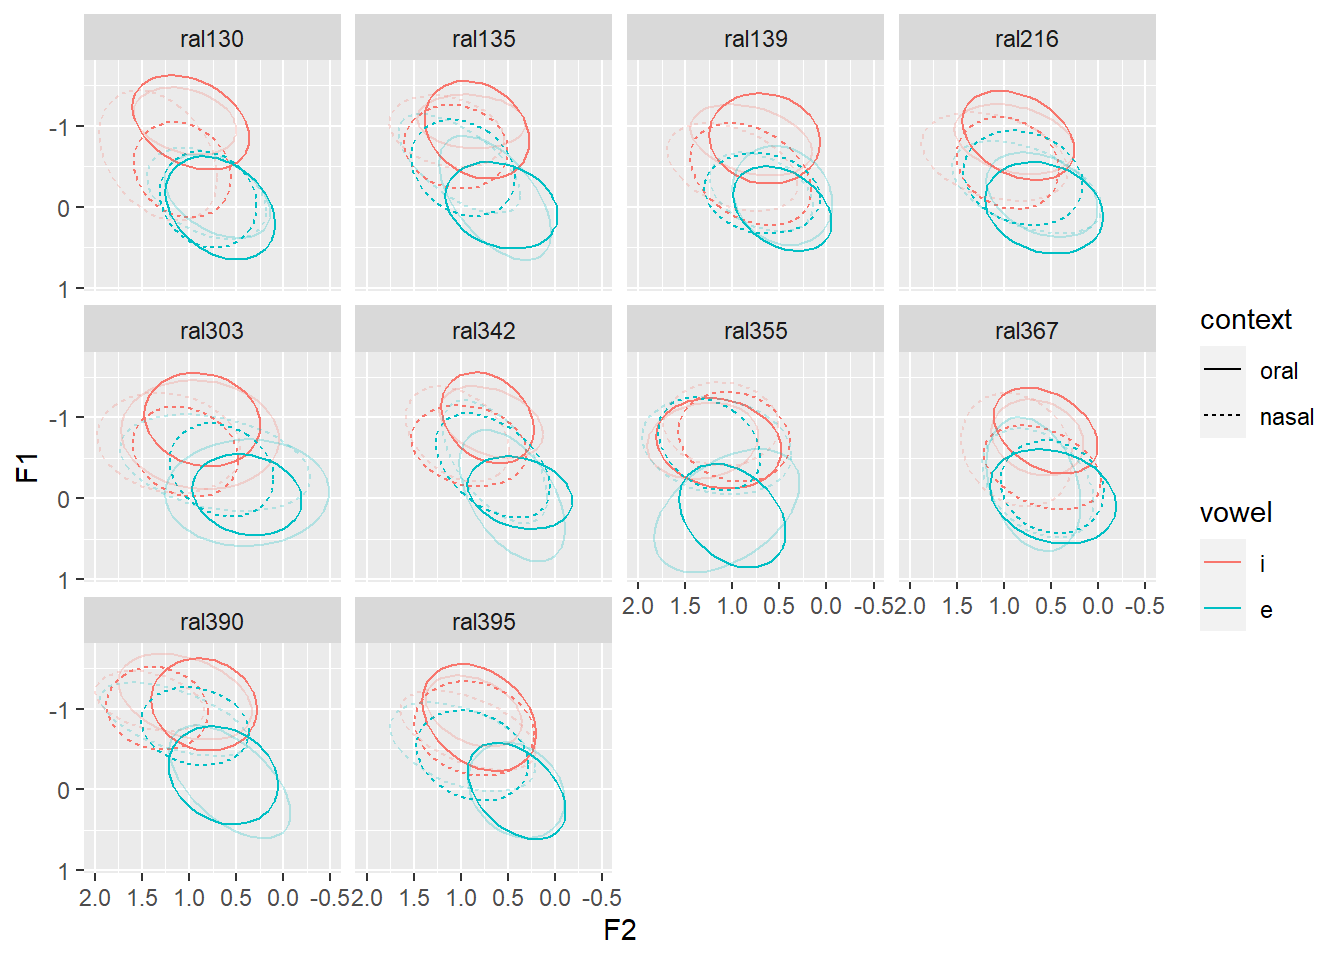 ral130 ral135 ral139 ral216
-1
0
1
ral303 ral342 ral355 ral367
-1
0
1
2.0 1.5 1.0 0.5 0.0 -0.5 2.0 1.5 1.0 0.5 0.0 -0.5
ral390 ral395
-1
0
1
2.0 1.5 1.0 0.5 0.0 -0.5 2.0 1.5 1.0 0.5 0.0 -0.5
F2
F1
context
oral
nasal
vowel
i
e